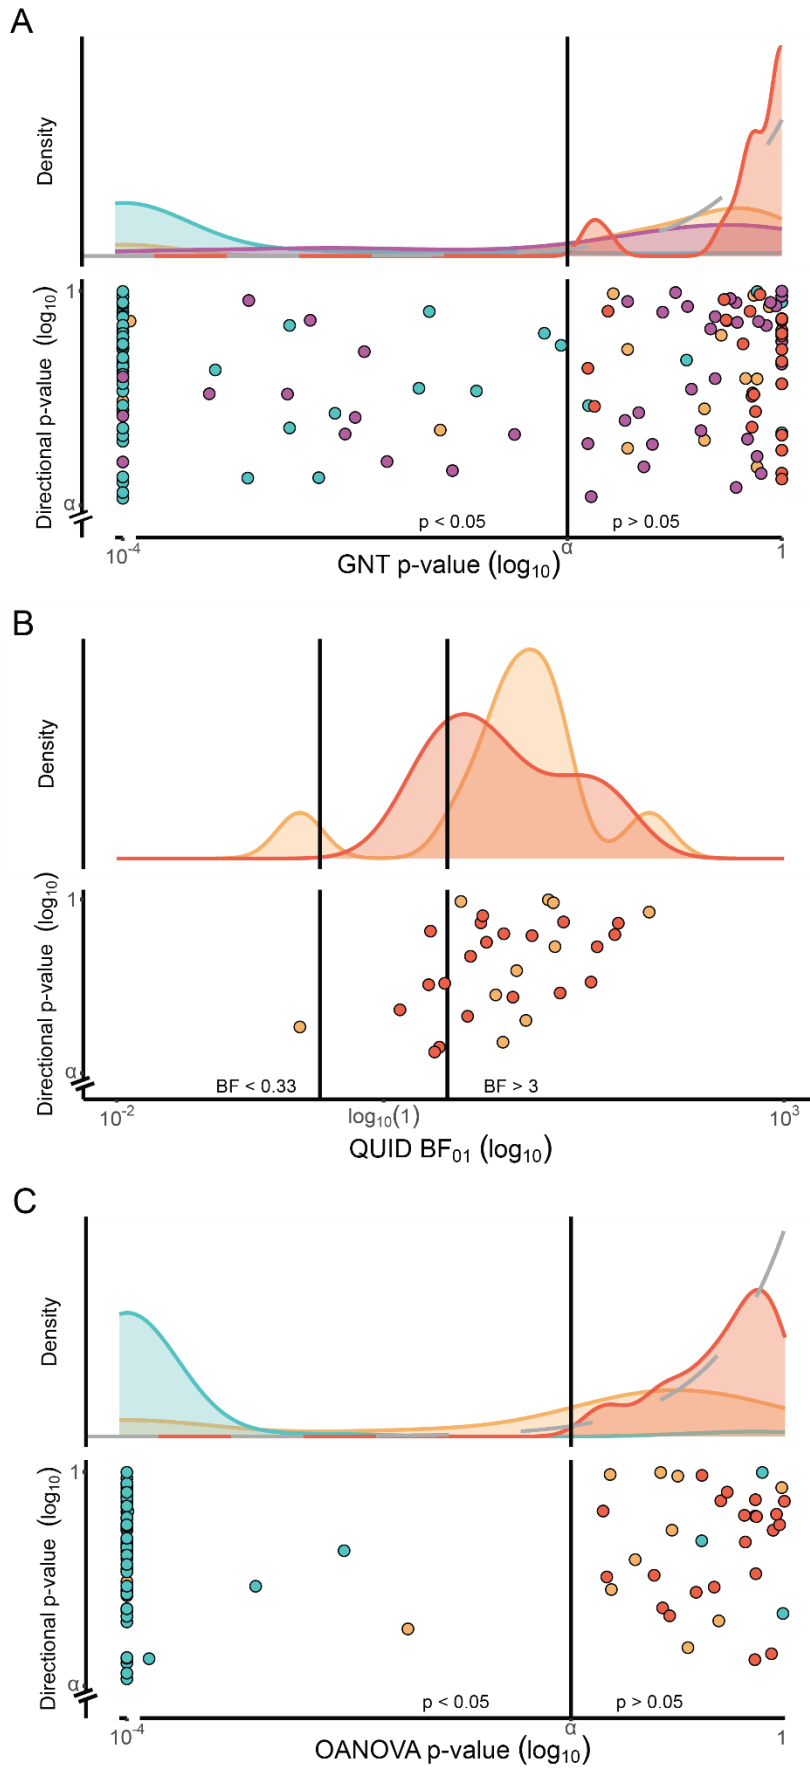 A
Density
Directional p-value (log10)
1
α
p < 0.05
p > 0.05
10-4
α
1
GNT p-value (log10)
B
Density
Directional p-value (log10)
1
α
BF < 0.33
BF > 3
10-2
log10(1)
103
QUID BF01 (log10)
C
Density
Directional p-value (log10)
1
α
p < 0.05
p > 0.05
10-4
α
1
OANOVA p-value (log10)